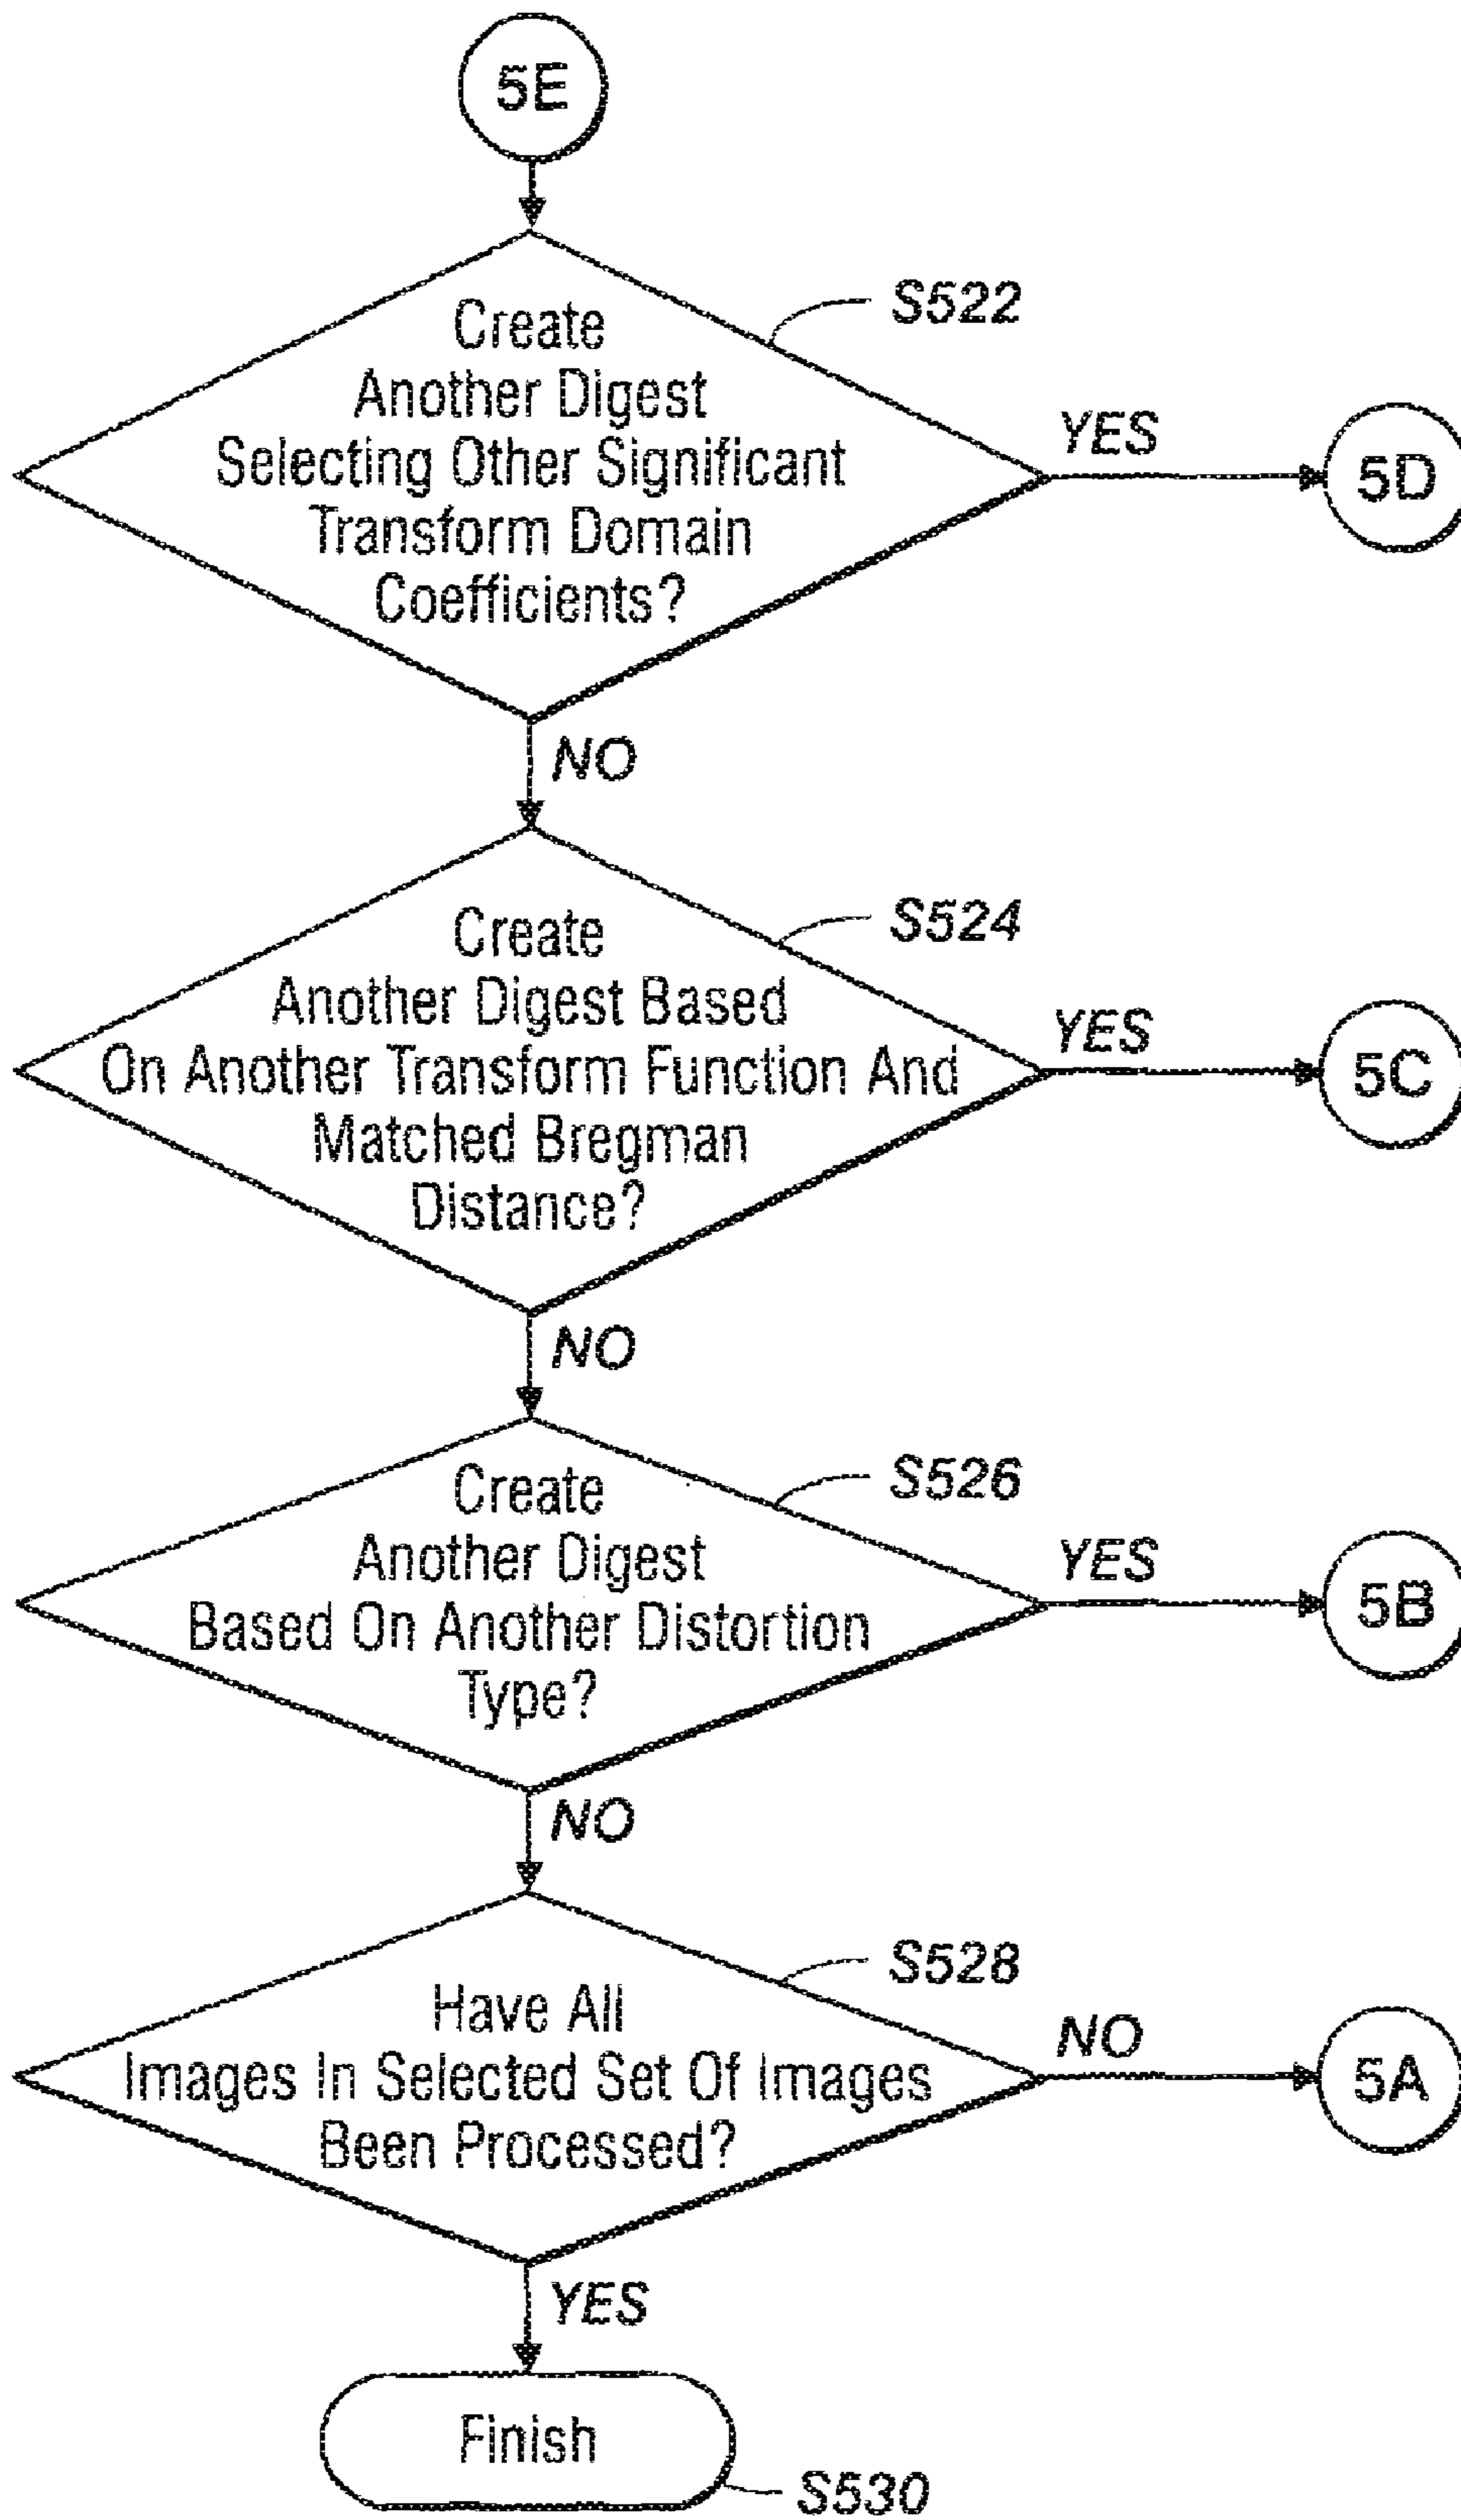 5E
Create
Another Digest
Selecting Other Significant
Transform Domain
Coefficients?
S522
YES
5D
NO
Create
Another Digest Based
On Another Transform Function And
Matched Bregman
Distance?
S524
YES
5C
NO
Create
Another Digest
Based On Another Distortion
Type?
S526
YES
5B
NO
Have All
Images In Selected Set Of Images
Been Processed?
S528
NO
5A
YES
Finish
S530